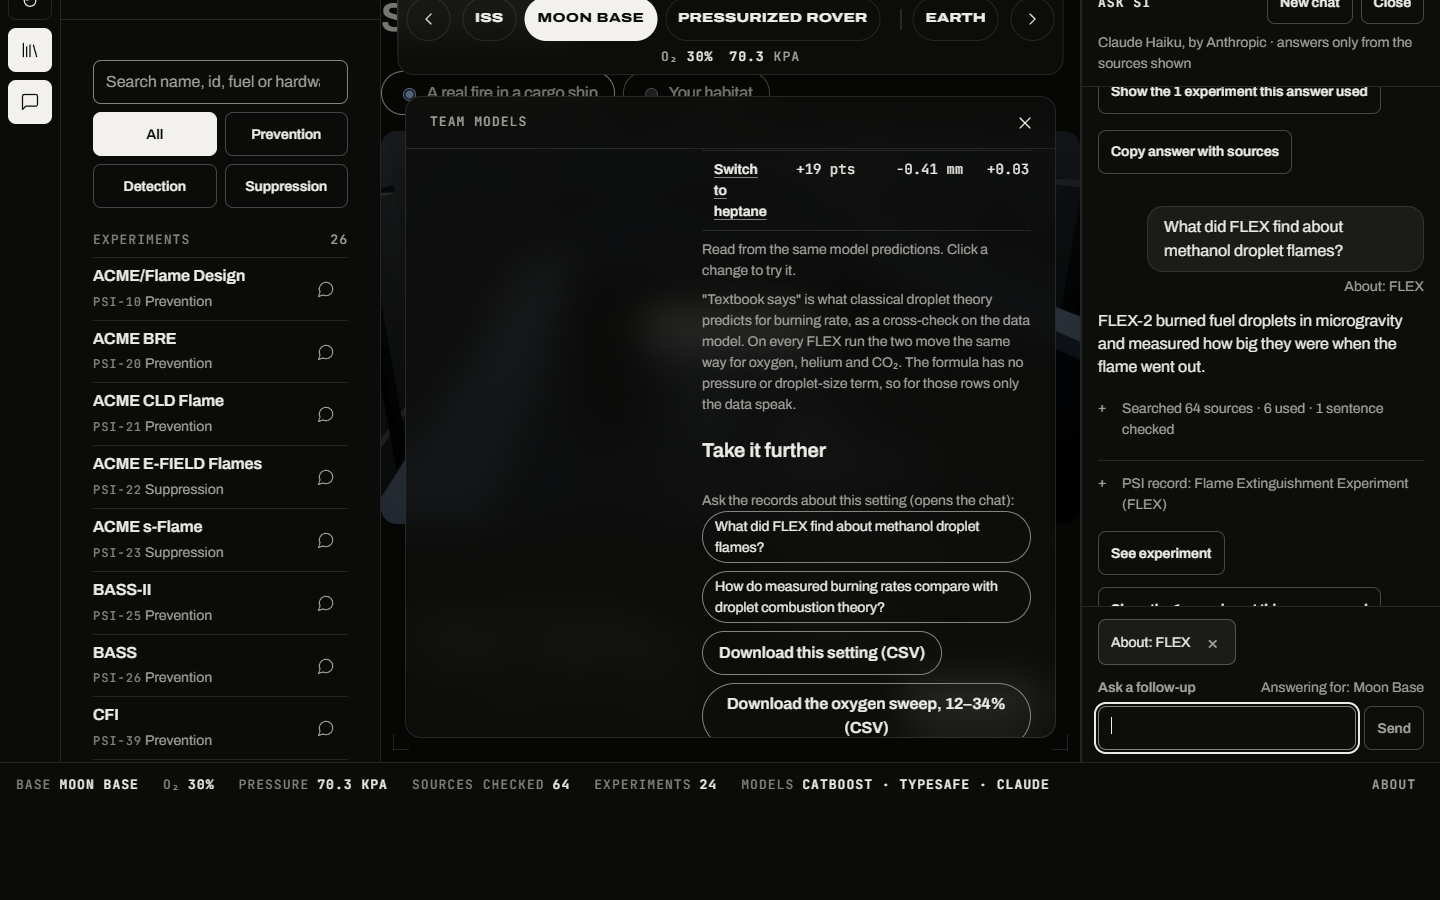 ASK SI
New chat
Close
Claude Haiku, by Anthropic · answers only from the
sources shown
ISS
MOON BASE
PRESSURIZED ROVER
EARTH
O₂ 30% 70.3 KPA
A real fire in a cargo ship
Your habitat
Search name, id, fuel or hardw
All
Prevention
Detection
Suppression
EXPERIMENTS 26
ACME/Flame Design
PSI-10 Prevention
ACME BRE
PSI-20 Prevention
ACME CLD Flame
PSI-21 Prevention
ACME E-FIELD Flames
PSI-22 Suppression
ACME s-Flame
PSI-23 Suppression
BASS-II
PSI-25 Prevention
BASS
PSI-26 Prevention
CFI
PSI-39 Prevention
TEAM MODELS
Switch
to
heptane
+19 pts -0.41 mm +0.03
Read from the same model predictions. Click a
change to try it.
"Textbook says" is what classical droplet theory
predicts for burning rate, as a cross-check on the data
model. On every FLEX run the two move the same
way for oxygen, helium and CO₂. The formula has no
pressure or droplet-size term, so for those rows only
the data speak.
Take it further
Ask the records about this setting (opens the chat):
What did FLEX find about methanol droplet
flames?
How do measured burning rates compare with
droplet combustion theory?
Download this setting (CSV)
Download the oxygen sweep, 12–34%
(CSV)
Show the 1 experiment this answer used
Copy answer with sources
What did FLEX find about
methanol droplet flames?
About: FLEX
FLEX-2 burned fuel droplets in microgravity
and measured how big they were when the
flame went out.
+ Searched 64 sources · 6 used · 1 sentence
checked
+ PSI record: Flame Extinguishment Experiment
(FLEX)
See experiment
About: FLEX ×
Ask a follow-up
Answering for: Moon Base
Send
BASE MOON BASE O₂ 30% PRESSURE 70.3 KPA SOURCES CHECKED 64 EXPERIMENTS 24 MODELS CATBOOST · TYPESAFE · CLAUDE ABOUT